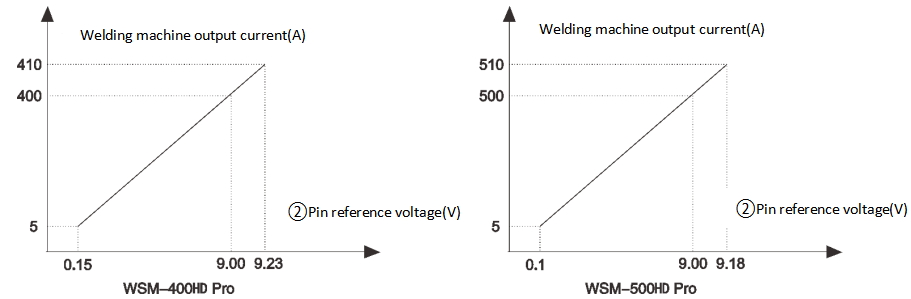 Welding machine output current(A)
410
400
5
②Pin reference voltage(V)
0.15
9.00
9.23
WSM–400HD Pro
Welding machine output current(A)
510
500
5
②Pin reference voltage(V)
0.1
9.00
9.18
WSM–500HD Pro